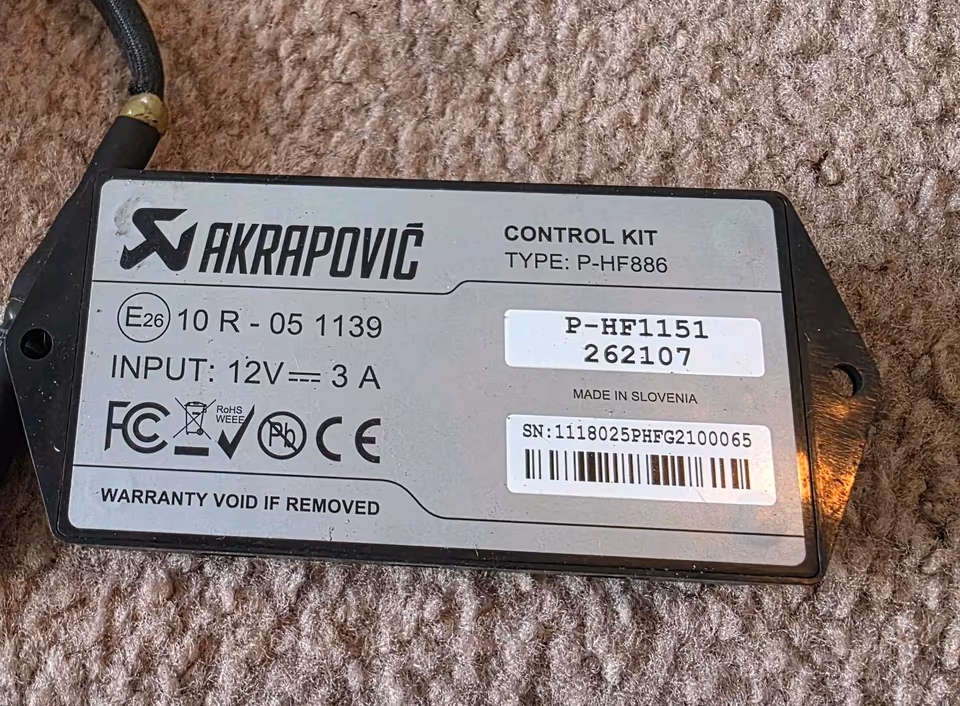 AKRAPOVIČ
CONTROL KIT
TYPE: P-HF886
E26 10 R - 05 1139
INPUT: 12V⎓ 3 A
P-HF1151
262107
MADE IN SLOVENIA
FC RoHS
WEEE
Pb CE
SN:1118025PHFG2100065
WARRANTY VOID IF REMOVED